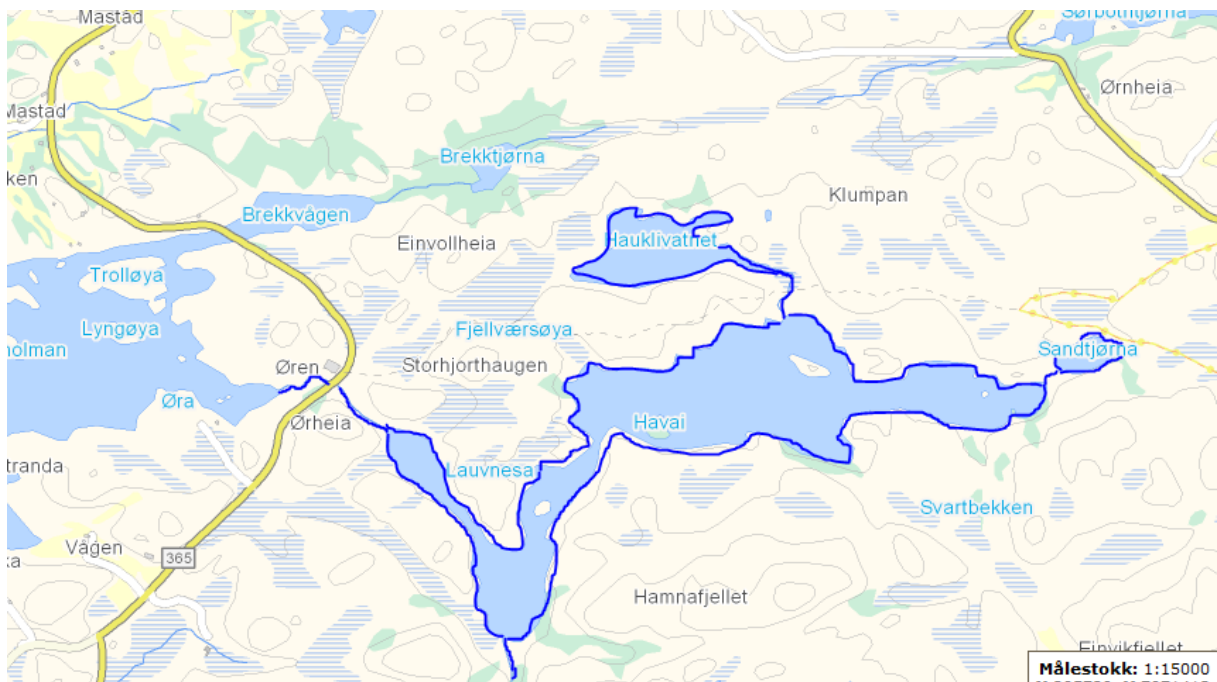 Mastad
Sørbotntjørna
Ørnheia
Mastad
Brekktjørna
ken
Klumpan
Brekkvågen
Einvollheia
Hauklivatnet
Trolløya
Lyngøya
Fjellværsøya
holman
Sandtjørna
Øren
Storhjorthaugen
Øra
Ørheia
Havai
tranda
Lauvnesa
Svartbekken
Vågen
365
Hamnafjellet
Einvikfjellet
Målestokk: 1:15000